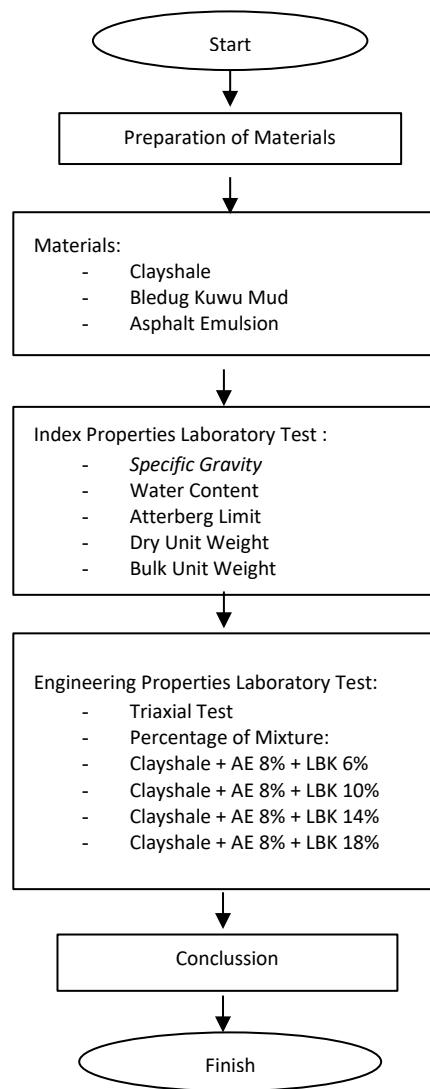 Start
Preparation of Materials
Materials:
- Clayshale
- Bledug Kuwu Mud
- Asphalt Emulsion
Index Properties Laboratory Test :
- Specific Gravity
- Water Content
- Atterberg Limit
- Dry Unit Weight
- Bulk Unit Weight
Engineering Properties Laboratory Test:
- Triaxial Test
- Percentage of Mixture:
- Clayshale + AE 8% + LBK 6%
- Clayshale + AE 8% + LBK 10%
- Clayshale + AE 8% + LBK 14%
- Clayshale + AE 8% + LBK 18%
Conclussion
Finish